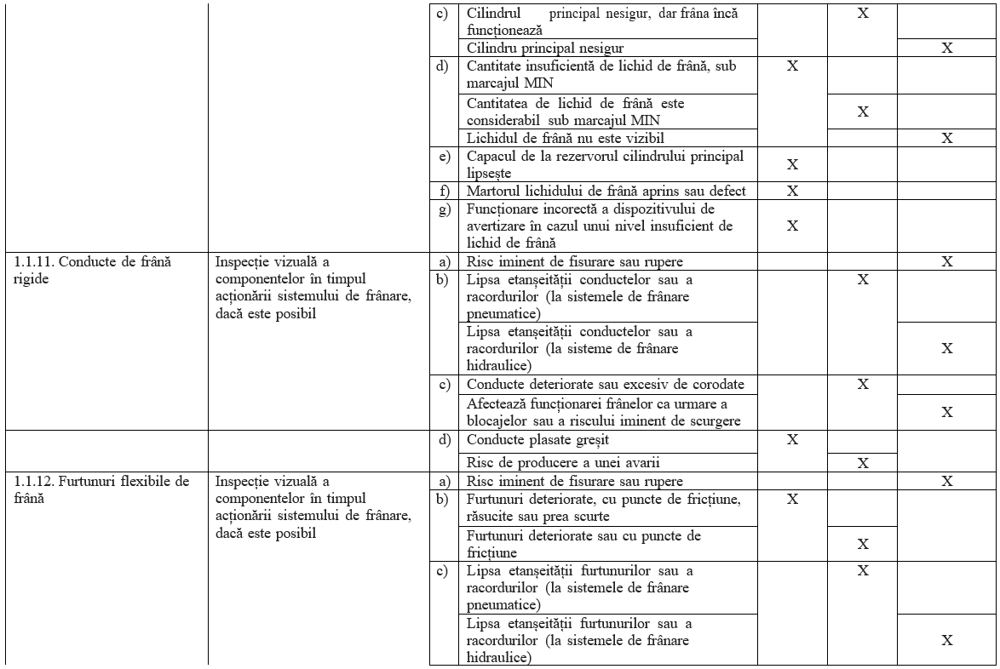 c) Cilindrul principal nesigur, dar frâna încă X
funcționează
Cilindru principal nesigur X
d) Cantitate insuficientă de lichid de frână, sub X
marcajul MIN
Cantitatea de lichid de frână este
considerabil sub marcajul MIN X
Lichidul de frână nu este vizibil X
e) Capacul de la rezervorul cilindrului principal
lipsește X
f) Martorul lichidului de frână aprins sau defect X
g) Funcționare incorectă a dispozitivului de
avertizare în cazul unui nivel insuficient de X
lichid de frână
1.1.11. Conducte de frână Inspecție vizuală a a) Risc iminent de fisurare sau rupere X
rigide componentelor în timpul b) Lipsa etanșeității conductelor sau a X
acționării sistemului de frânare, racordurilor (la sistemele de frânare
dacă este posibil pneumatice)
Lipsa etanșeității conductelor sau a
racordurilor (la sisteme de frânare X
hidraulice)
c) Conducte deteriorate sau excesiv de corodate X
Afectează funcționarei frânelor ca urmare a
blocajelor sau a riscului iminent de scurgere X
d) Conducte plasate greșit X
Risc de producere a unei avarii X
1.1.12. Furtunuri flexibile de Inspecție vizuală a a) Risc iminent de fisurare sau rupere X
frână componentelor în timpul b) Furtunuri deteriorate, cu puncte de fricțiune, X
acționării sistemului de frânare, răsucite sau prea scurte
dacă este posibil Furtunuri deteriorate sau cu puncte de
fricțiune X
c) Lipsa etanșeității furtunurilor sau a X
racordurilor (la sistemele de frânare
pneumatice)
Lipsa etanșeității furtunurilor sau a
racordurilor (la sistemele de frânare X
hidraulice)